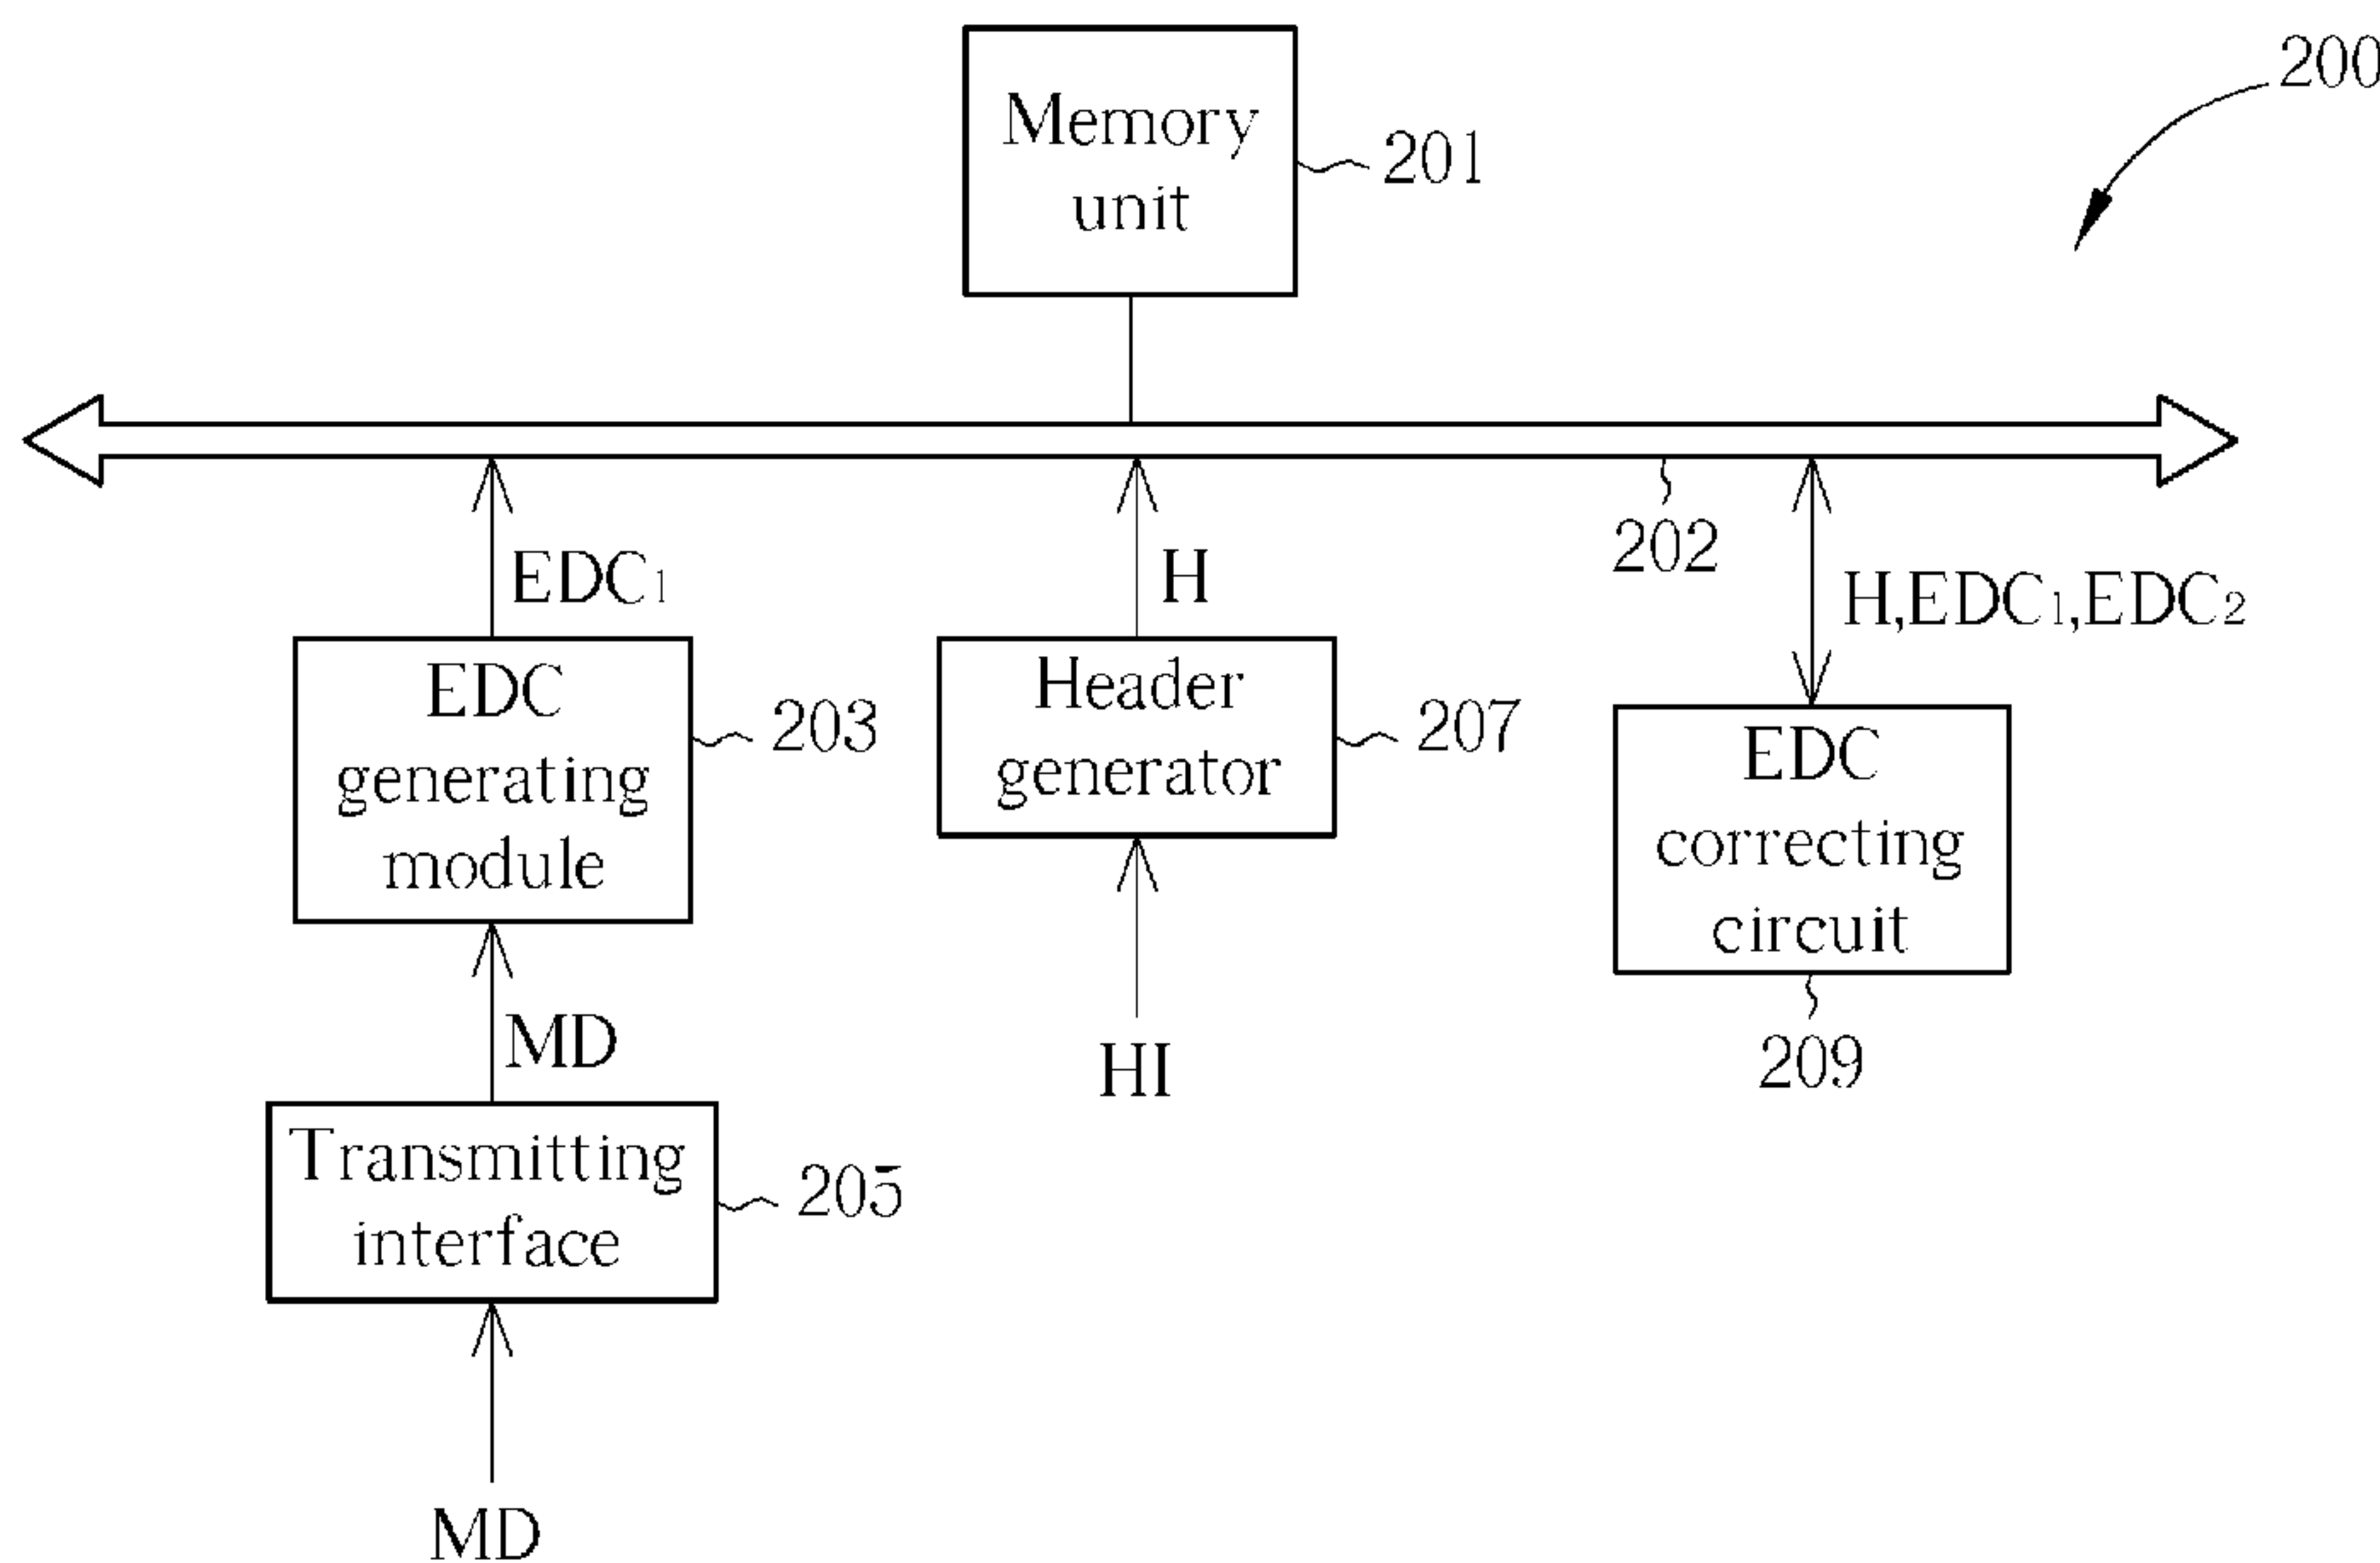 200
Memory
unit
201
202
EDC1
H
H,EDC1,EDC2
EDC
generating
module
203
Header
generator
207
EDC
correcting
circuit
209
MD
HI
Transmitting
interface
205
MD